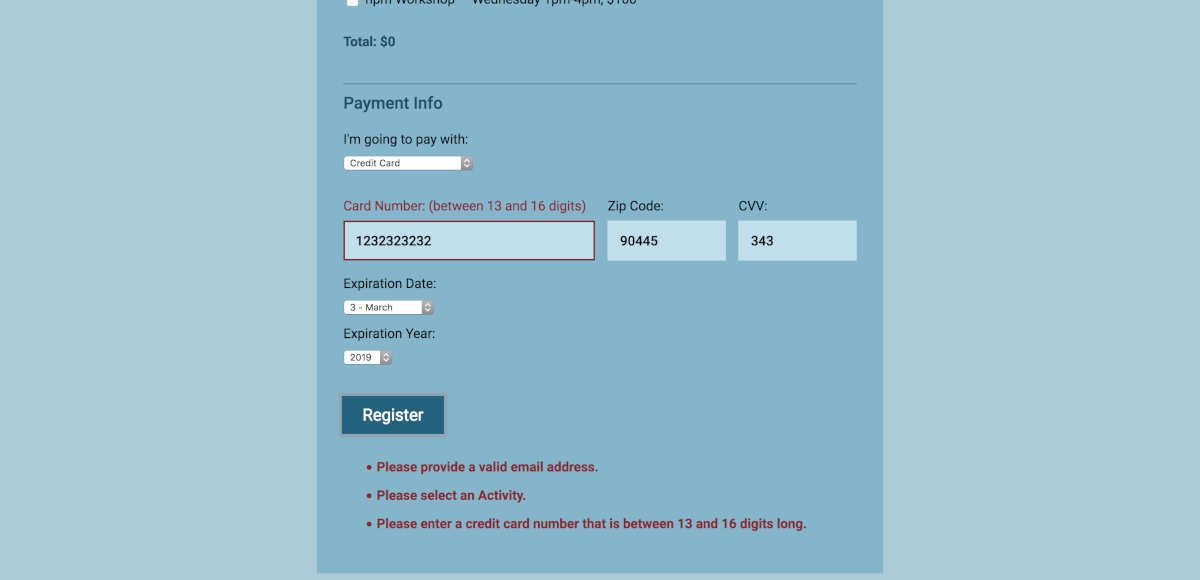 npm Workshop — Wednesday 1pm-4pm, $100
Total: $0
Payment Info
I'm going to pay with:
Credit Card
Card Number: (between 13 and 16 digits) Zip Code: CVV:
1232323232 90445 343
Expiration Date:
3 - March
Expiration Year:
2019
Register
• Please provide a valid email address.
• Please select an Activity.
• Please enter a credit card number that is between 13 and 16 digits long.